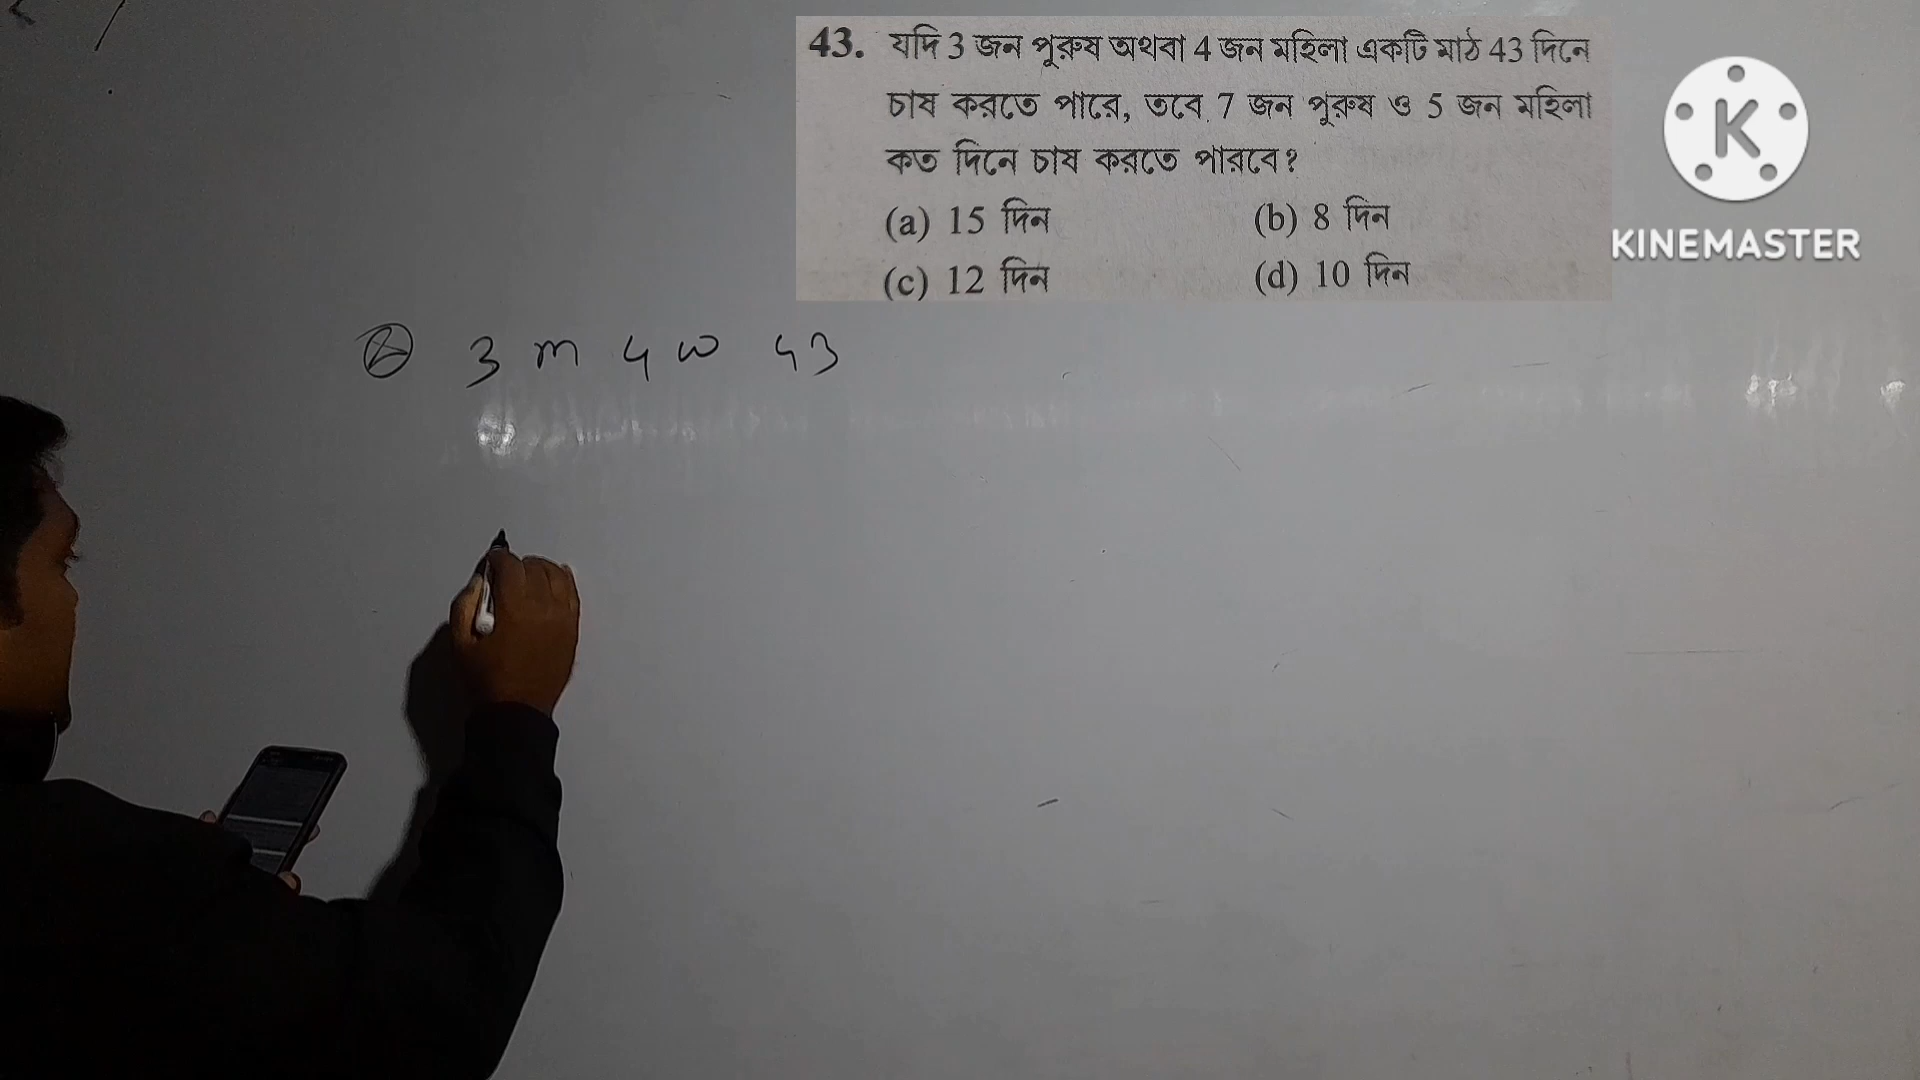 43. যদি 3 জন পুরুষ অথবা 4 জন মহিলা একটি মাঠ 43 দিনে
চাষ করতে পারে, তবে 7 জন পুরুষ ও 5 জন মহিলা
কত দিনে চাষ করতে পারবে?
(a) 15 দিন (b) 8 দিন
(c) 12 দিন (d) 10 দিন
K
KINEMASTER
3 m 4 w 43